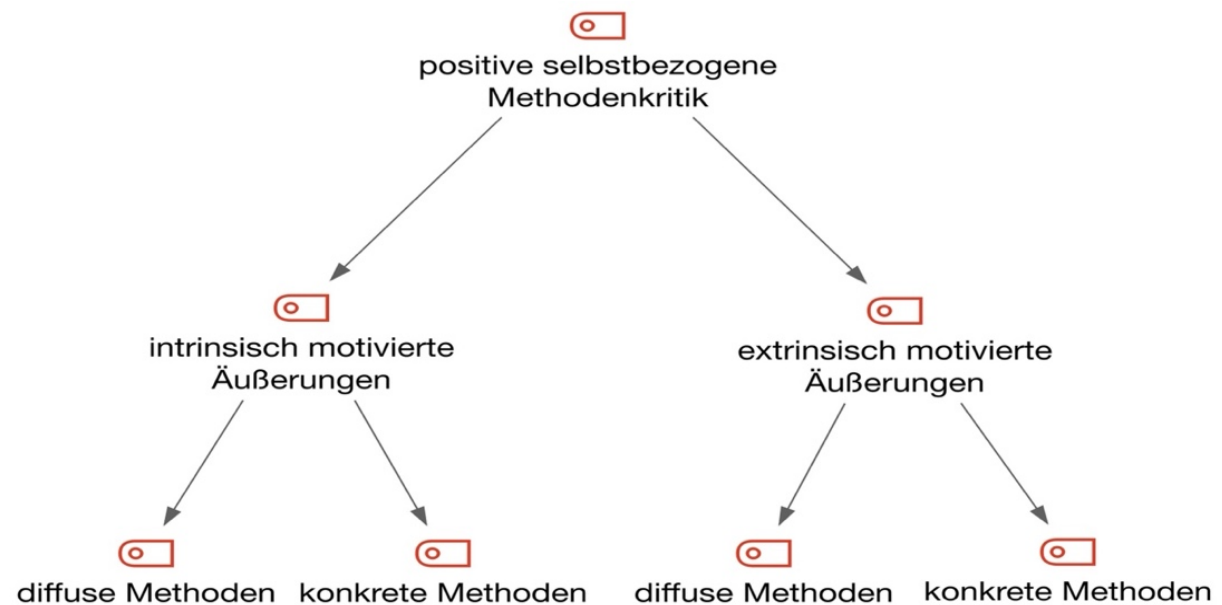 positive selbstbezogene
Methodenkritik
intrinsisch motivierte
Äußerungen
extrinsisch motivierte
Äußerungen
diffuse Methoden
konkrete Methoden
diffuse Methoden
konkrete Methoden